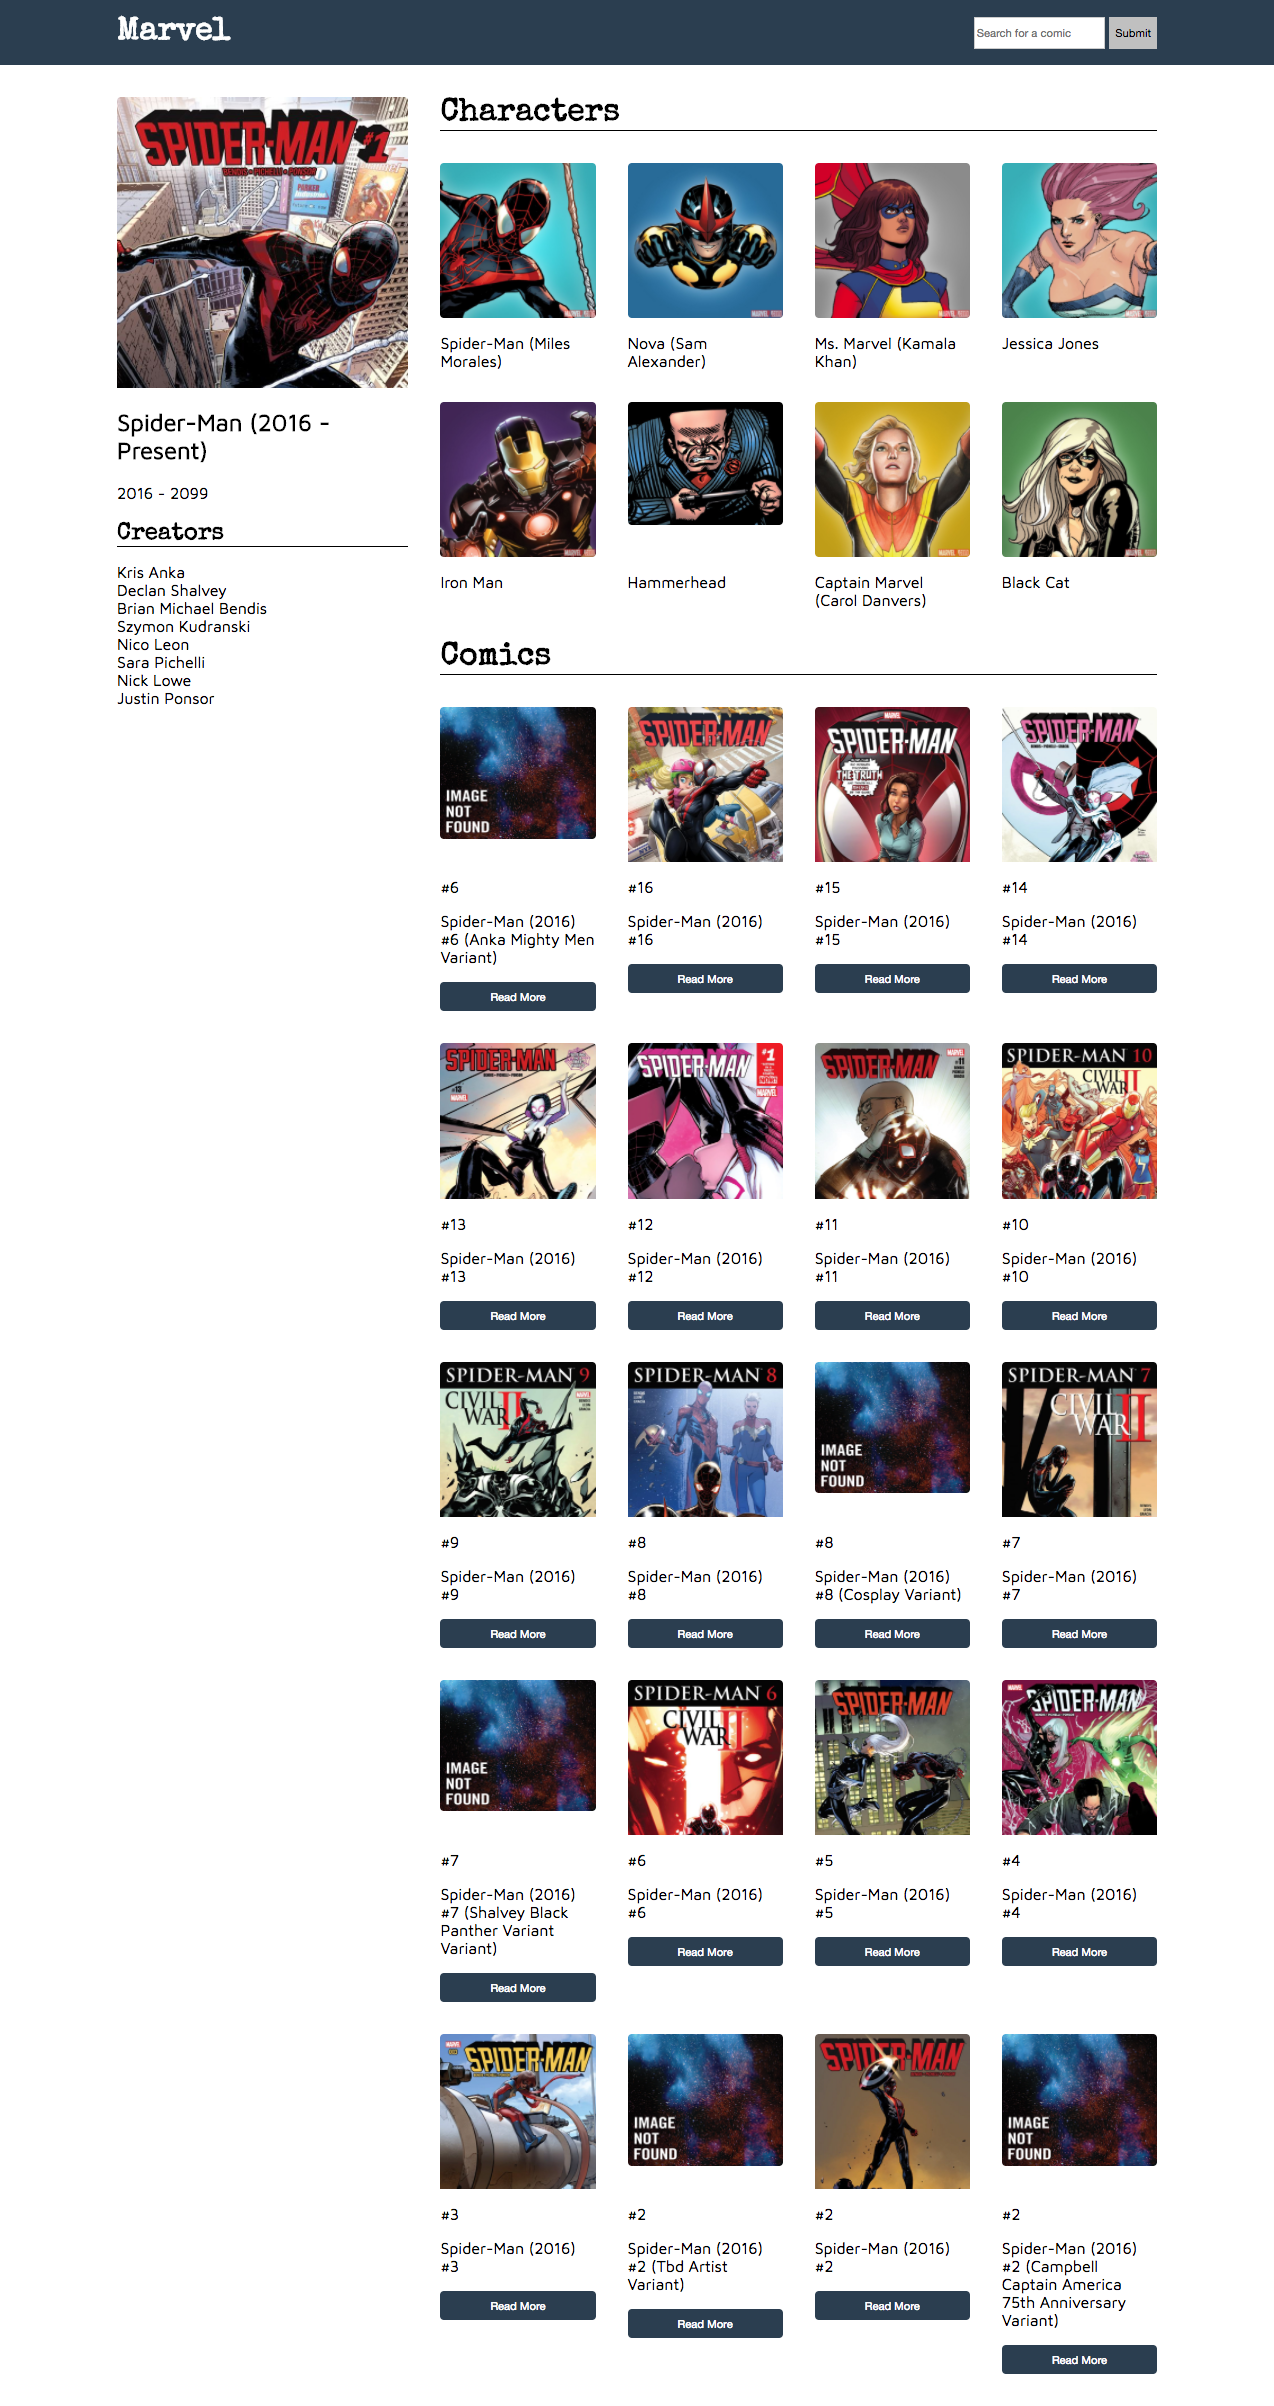 Marvel
Search for a comic
Submit
SPIDER-MAN #1
BENDIS • PICHELLI • PONSOR
Spider-Man (2016 -
Present)
2016 - 2099
Creators
Kris Anka
Declan Shalvey
Brian Michael Bendis
Szymon Kudranski
Nico Leon
Sara Pichelli
Nick Lowe
Justin Ponsor
Characters
Spider-Man (Miles
Morales)
Nova (Sam
Alexander)
Ms. Marvel (Kamala
Khan)
Jessica Jones
Iron Man
Hammerhead
Captain Marvel
(Carol Danvers)
Black Cat
Comics
IMAGE
NOT
FOUND
#6
Spider-Man (2016)
#6 (Anka Mighty Men
Variant)
Read More
SPIDER-MAN
#16
Spider-Man (2016)
#16
Read More
MARVEL
SPIDER-MAN
THE TRUTH
#15
Spider-Man (2016)
#15
Read More
SPIDER-MAN
#14
Spider-Man (2016)
#14
Read More
SPIDER-MAN
#13
MARVEL
#13
Spider-Man (2016)
#13
Read More
SPIDER-MAN
#1
MARVEL
#12
Spider-Man (2016)
#12
Read More
SPIDER-MAN
MARVEL
#11
#11
Spider-Man (2016)
#11
Read More
SPIDER-MAN 10
CIVIL
WAR II
#10
Spider-Man (2016)
#10
Read More
SPIDER-MAN 9
CIVIL
WAR II
#9
Spider-Man (2016)
#9
Read More
SPIDER-MAN 8
#8
Spider-Man (2016)
#8
Read More
IMAGE
NOT
FOUND
#8
Spider-Man (2016)
#8 (Cosplay Variant)
Read More
SPIDER-MAN 7
CIVIL
WAR II
#7
Spider-Man (2016)
#7
Read More
IMAGE
NOT
FOUND
#7
Spider-Man (2016)
#7 (Shalvey Black
Panther Variant
Variant)
Read More
SPIDER-MAN 6
CIVIL
WAR II
#6
Spider-Man (2016)
#6
Read More
SPIDER-MAN
#5
Spider-Man (2016)
#5
Read More
MARVEL
SPIDER-MAN
#4
Spider-Man (2016)
#4
Read More
MARVEL
SPIDER-MAN
#3
Spider-Man (2016)
#3
Read More
IMAGE
NOT
FOUND
#2
Spider-Man (2016)
#2 (Tbd Artist
Variant)
Read More
SPIDER-MAN
#2
Spider-Man (2016)
#2
Read More
IMAGE
NOT
FOUND
#2
Spider-Man (2016)
#2 (Campbell
Captain America
75th Anniversary
Variant)
Read More